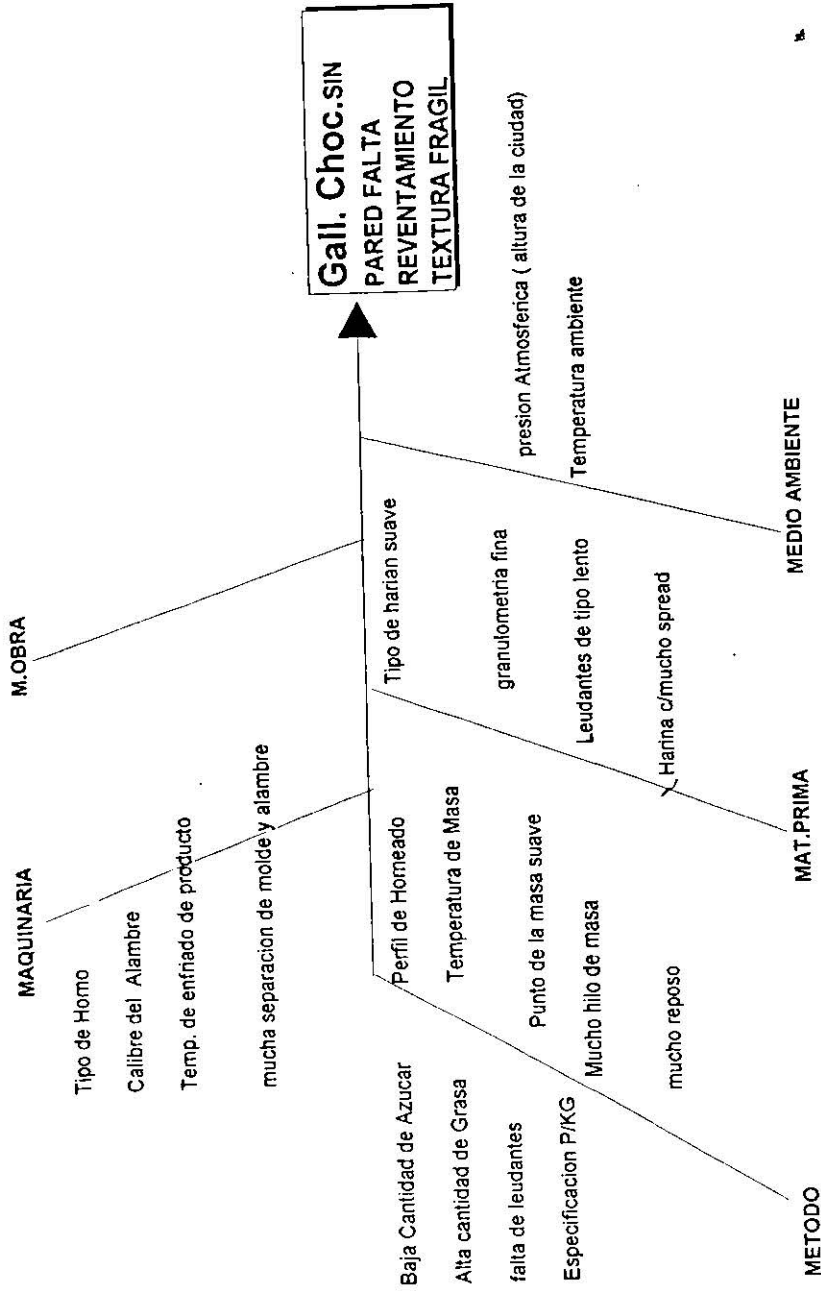 MAQUINARIA
Tipo de Horno
Calibre del Alambre
Temp. de enfriado de producto
mucha separacion de molde y alambre
M.OBRA
Gall. Choc.SIN
PARED FALTA
REVENTAMIENTO
TEXTURA FRAGIL
Baja Cantidad de Azucar
Alta cantidad de Grasa
falta de leudantes
Especificacion P/KG
Perfil de Horneado
Temperatura de Masa
Punto de la masa suave
Mucho hilo de masa
mucho reposo
METODO
Tipo de harian suave
granulometria fina
Leudantes de tipo lento
Harina c/mucho spread
MAT.PRIMA
presion Atmosferica ( altura de la ciudad)
Temperatura ambiente
MEDIO AMBIENTE